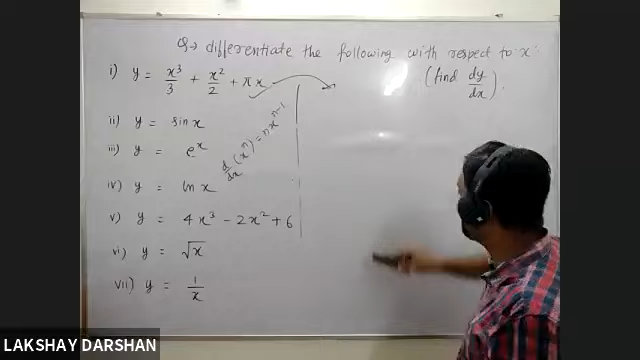 Q→ differentiate the following with respect to x.
(find dy/dx).
i) y = x³/3 + x²/2 + πx
ii) y = sin x
iii) y = eˣ
d/dx (xⁿ) = nxⁿ⁻¹
iv) y = ln x
v) y = 4x³ - 2x² + 6
vi) y = √x
vii) y = 1/x
LAKSHAY DARSHAN